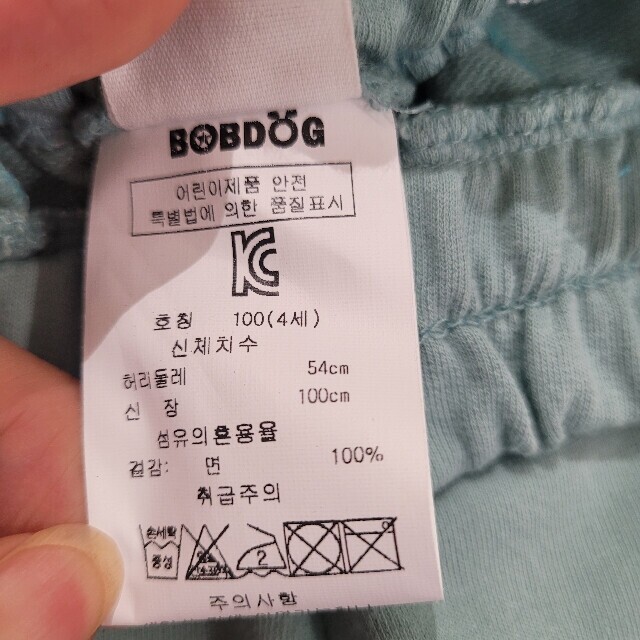 BOBDOG
어린이제품 안전
특별법에 의한 품질표시
KC
호칭 100(4세)
신체치수
허리둘레 54cm
신 장 100cm
섬유의혼용율
겉감: 면 100%
취급주의
손세탁
중성
2
주의사항